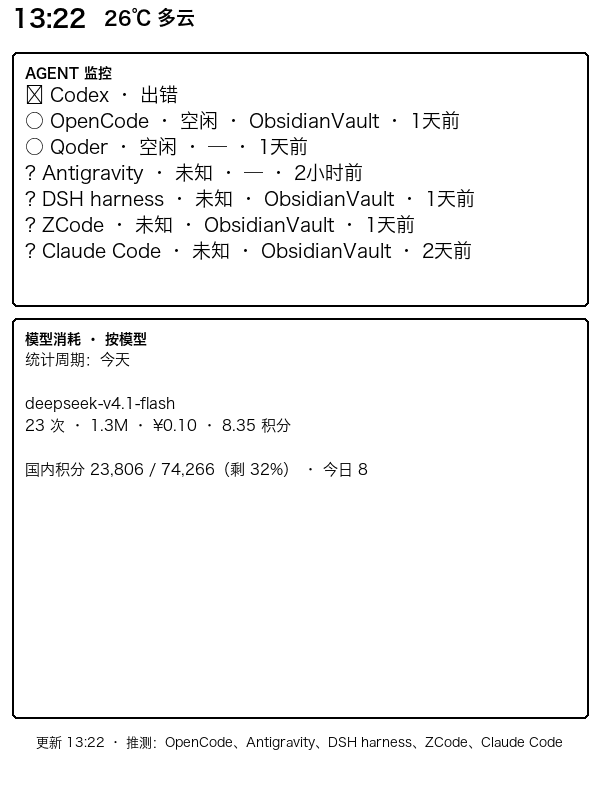 13:22 26℃ 多云
AGENT 监控
☒ Codex · 出错
○ OpenCode · 空闲 · ObsidianVault · 1天前
○ Qoder · 空闲 · — · 1天前
? Antigravity · 未知 · — · 2小时前
? DSH harness · 未知 · ObsidianVault · 1天前
? ZCode · 未知 · ObsidianVault · 1天前
? Claude Code · 未知 · ObsidianVault · 2天前
模型消耗 · 按模型
统计周期：今天
deepseek-v4.1-flash
23 次 · 1.3M · ¥0.10 · 8.35 积分
国内积分 23,806 / 74,266（剩 32%） · 今日 8
更新 13:22 · 推测：OpenCode、Antigravity、DSH harness、ZCode、Claude Code